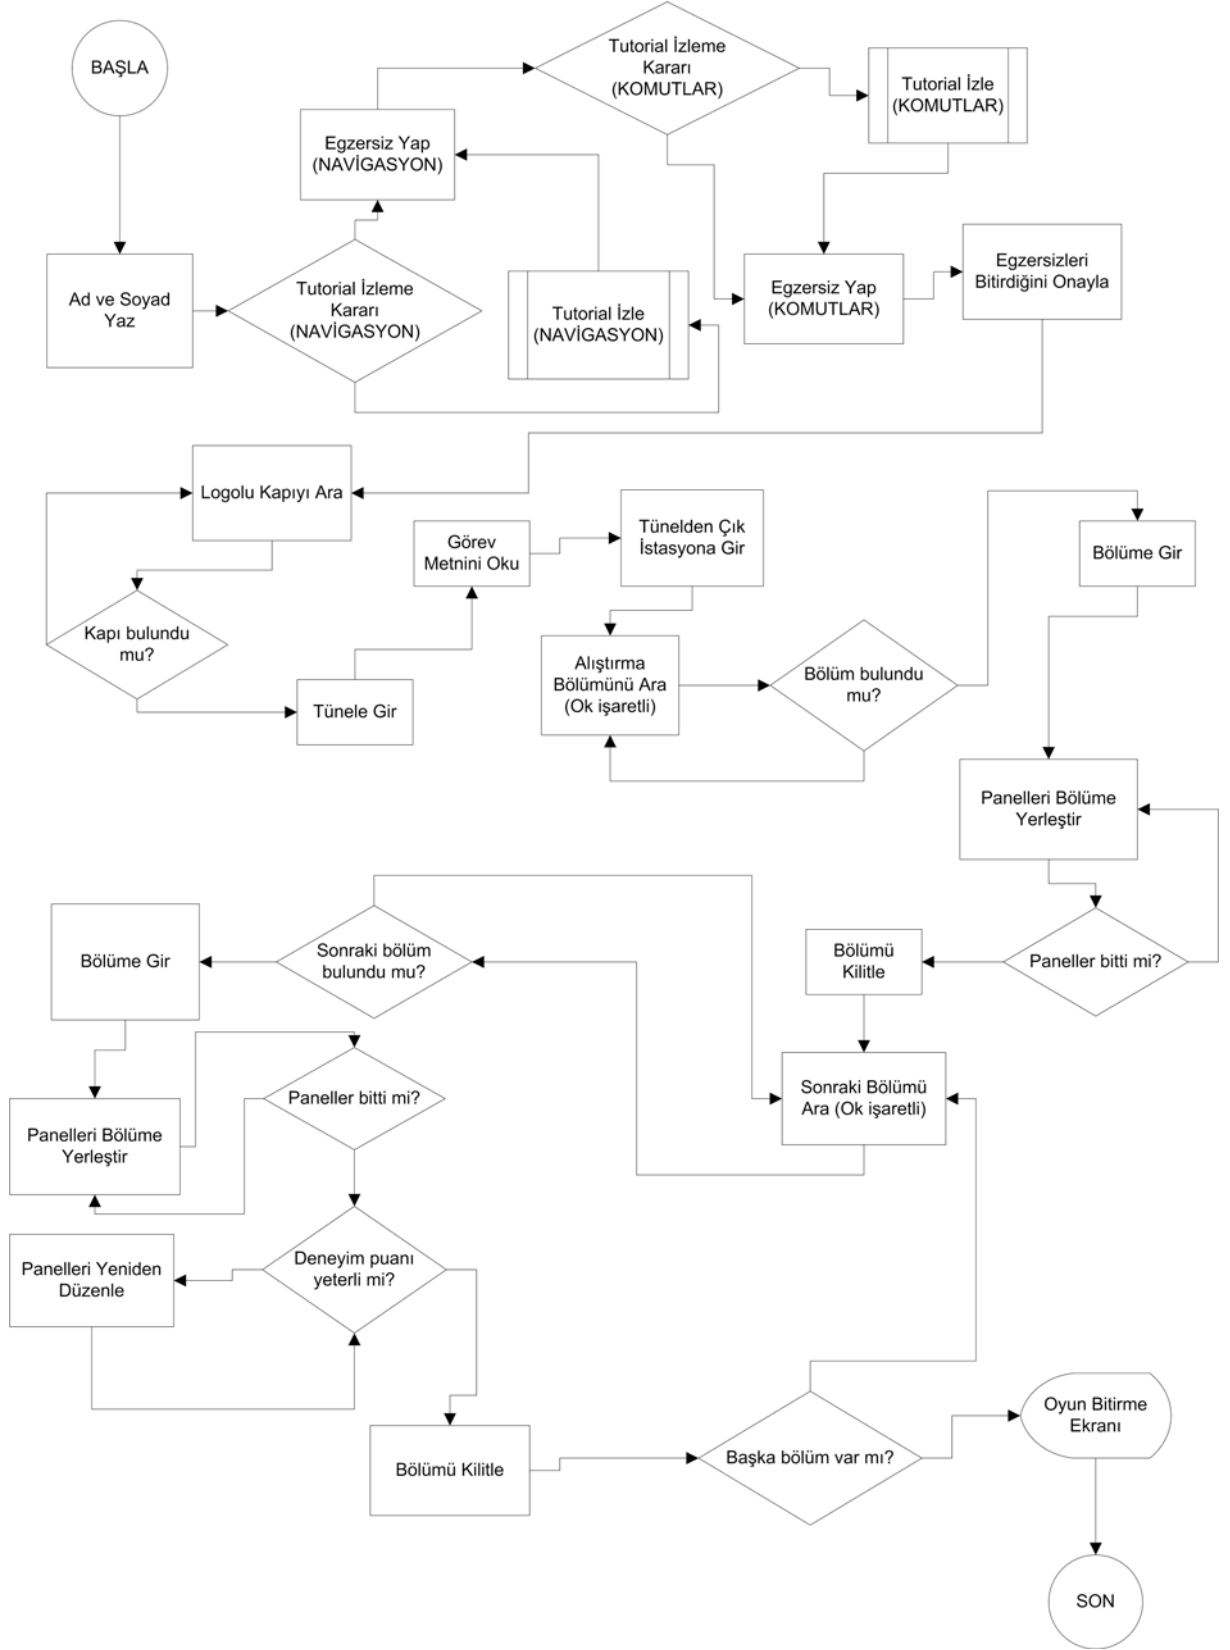 BAŞLA
Tutorial İzleme
Kararı
(KOMUTLAR)
Tutorial İzle
(KOMUTLAR)
Egzersiz Yap
(NAVİGASYON)
Ad ve Soyad
Yaz
Tutorial İzleme
Kararı
(NAVİGASYON)
Tutorial İzle
(NAVİGASYON)
Egzersiz Yap
(KOMUTLAR)
Egzersizleri
Bitirdiğini Onayla
Logolu Kapıyı Ara
Görev
Metnini Oku
Tünelden Çık
İstasyona Gir
Bölüme Gir
Kapı bulundu
mu?
Tünele Gir
Alıştırma
Bölümünü Ara
(Ok işaretli)
Bölüm bulundu
mu?
Panelleri Bölüme
Yerleştir
Bölüme Gir
Sonraki bölüm
bulundu mu?
Bölümü
Kilitle
Paneller bitti mi?
Panelleri Bölüme
Yerleştir
Paneller bitti mi?
Sonraki Bölümü
Ara (Ok işaretli)
Panelleri Yeniden
Düzenle
Deneyim puanı
yeterli mi?
Bölümü Kilitle
Başka bölüm var mı?
Oyun Bitirme
Ekranı
SON